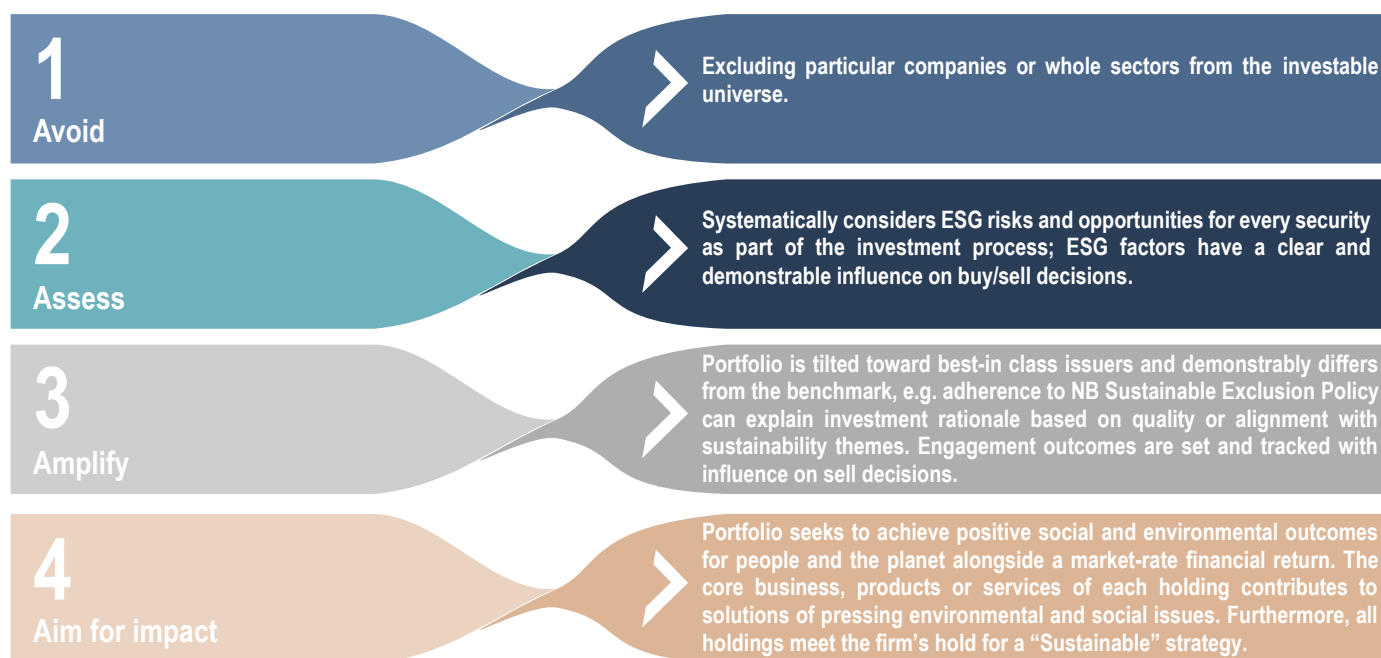 1
Avoid
Excluding particular companies or whole sectors from the investable
universe.
2
Assess
Systematically considers ESG risks and opportunities for every security
as part of the investment process; ESG factors have a clear and
demonstrable influence on buy/sell decisions.
3
Amplify
Portfolio is tilted toward best-in class issuers and demonstrably differs
from the benchmark, e.g. adherence to NB Sustainable Exclusion Policy
can explain investment rationale based on quality or alignment with
sustainability themes. Engagement outcomes are set and tracked with
influence on sell decisions.
4
Aim for impact
Portfolio seeks to achieve positive social and environmental outcomes
for people and the planet alongside a market-rate financial return. The
core business, products or services of each holding contributes to
solutions of pressing environmental and social issues. Furthermore, all
holdings meet the firm's hold for a “Sustainable” strategy.